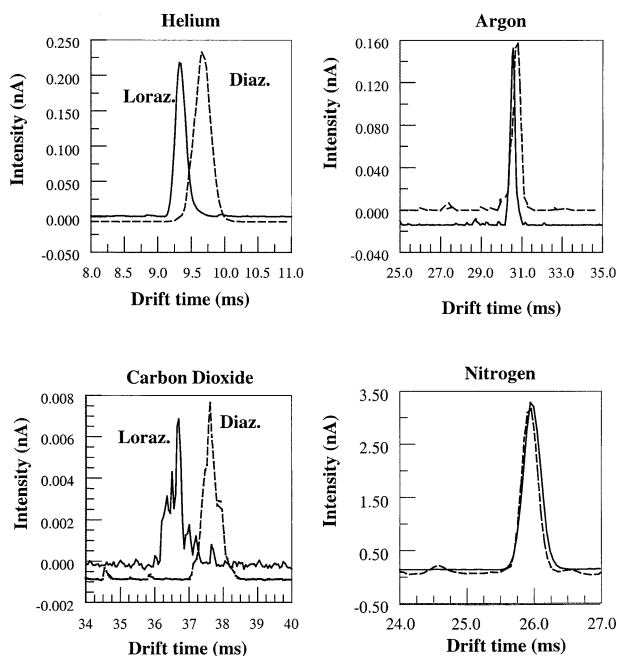 Helium
Intensity (nA)
0.250
0.200
0.150
0.100
0.050
0.000
-0.050
Loraz.
Diaz.
8.0 8.5 9.0 9.5 10.0 10.5 11.0
Drift time (ms)
Argon
Intensity (nA)
0.160
0.120
0.080
0.040
0.000
-0.040
25.0 27.0 29.0 31.0 33.0 35.0
Drift time (ms)
Carbon Dioxide
Intensity (nA)
0.008
0.006
0.004
0.002
0.000
-0.002
Loraz.
Diaz.
34 35 36 37 38 39 40
Drift time (ms)
Nitrogen
Intensity (nA)
3.50
2.50
1.50
0.50
-0.50
24.0 25.0 26.0 27.0
Drift time (ms)